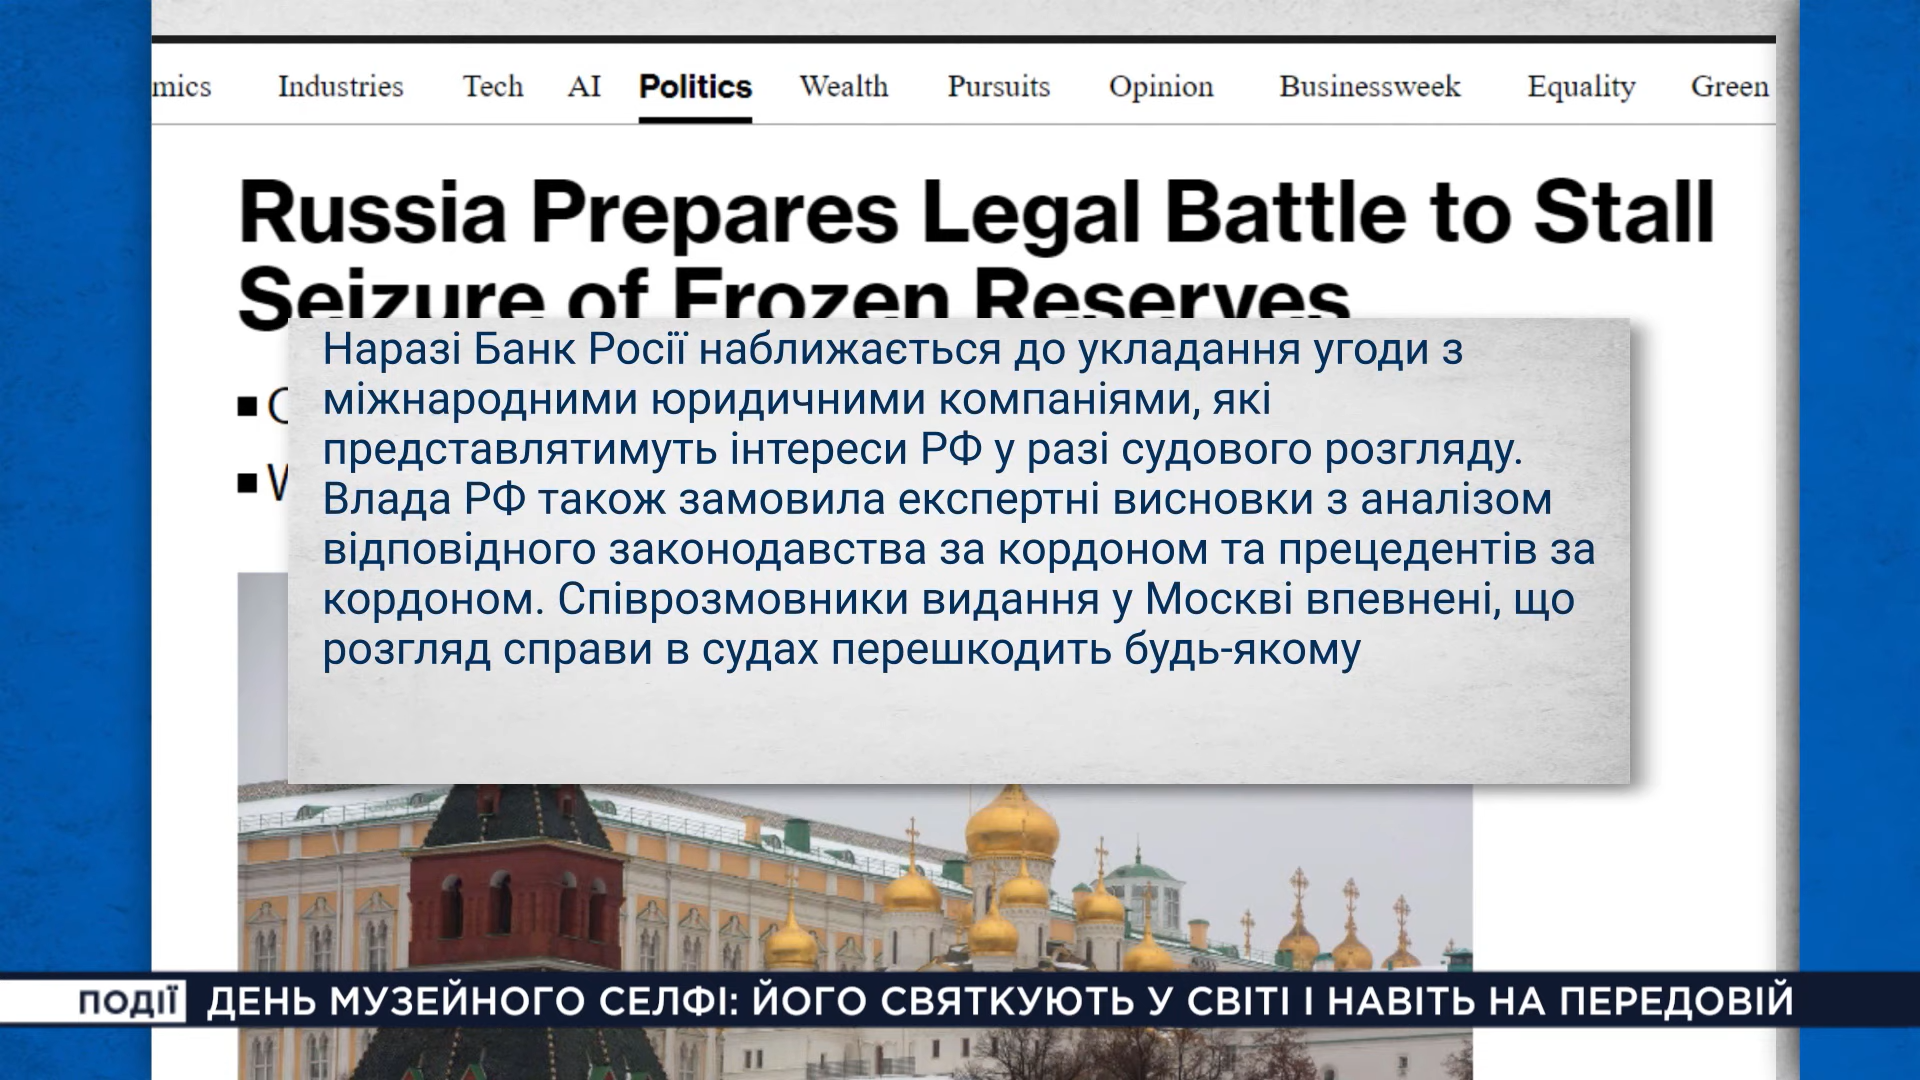 mics Industries Tech AI Politics Wealth Pursuits Opinion Businessweek Equality Green
Russia Prepares Legal Battle to Stall
Seizure of Frozen Reserves
Наразі Банк Росії наближається до укладання угоди з
міжнародними юридичними компаніями, які
представлятимуть інтереси РФ у разі судового розгляду.
Влада РФ також замовила експертні висновки з аналізом
відповідного законодавства за кордоном та прецедентів за
кордоном. Співрозмовники видання у Москві впевнені, що
розгляд справи в судах перешкодить будь-якому
ПОДІЇ ДЕНЬ МУЗЕЙНОГО СЕЛФІ: ЙОГО СВЯТКУЮТЬ У СВІТІ І НАВІТЬ НА ПЕРЕДОВІЙ